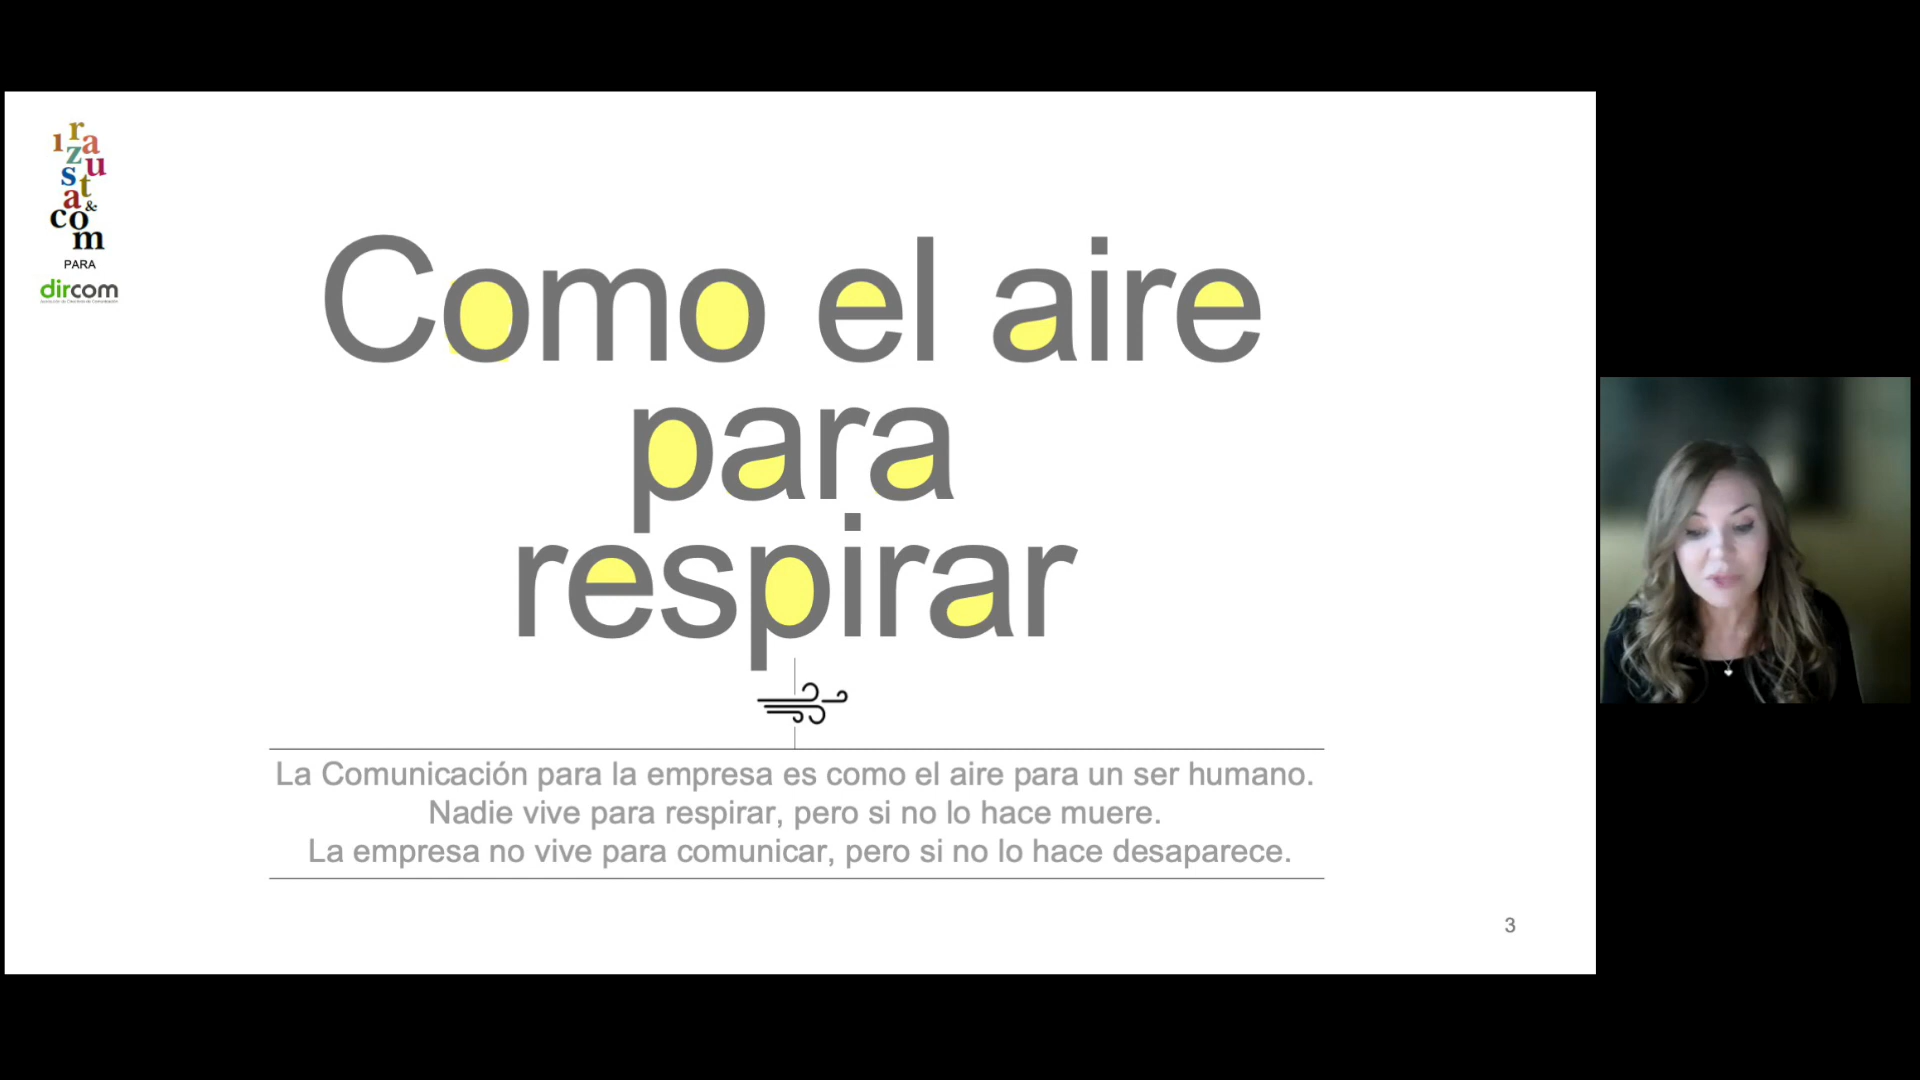 irazusta
&
com
PARA
dircom
Como el aire
para
respirar
La Comunicación para la empresa es como el aire para un ser humano.
Nadie vive para respirar, pero si no lo hace muere.
La empresa no vive para comunicar, pero si no lo hace desaparece.
3